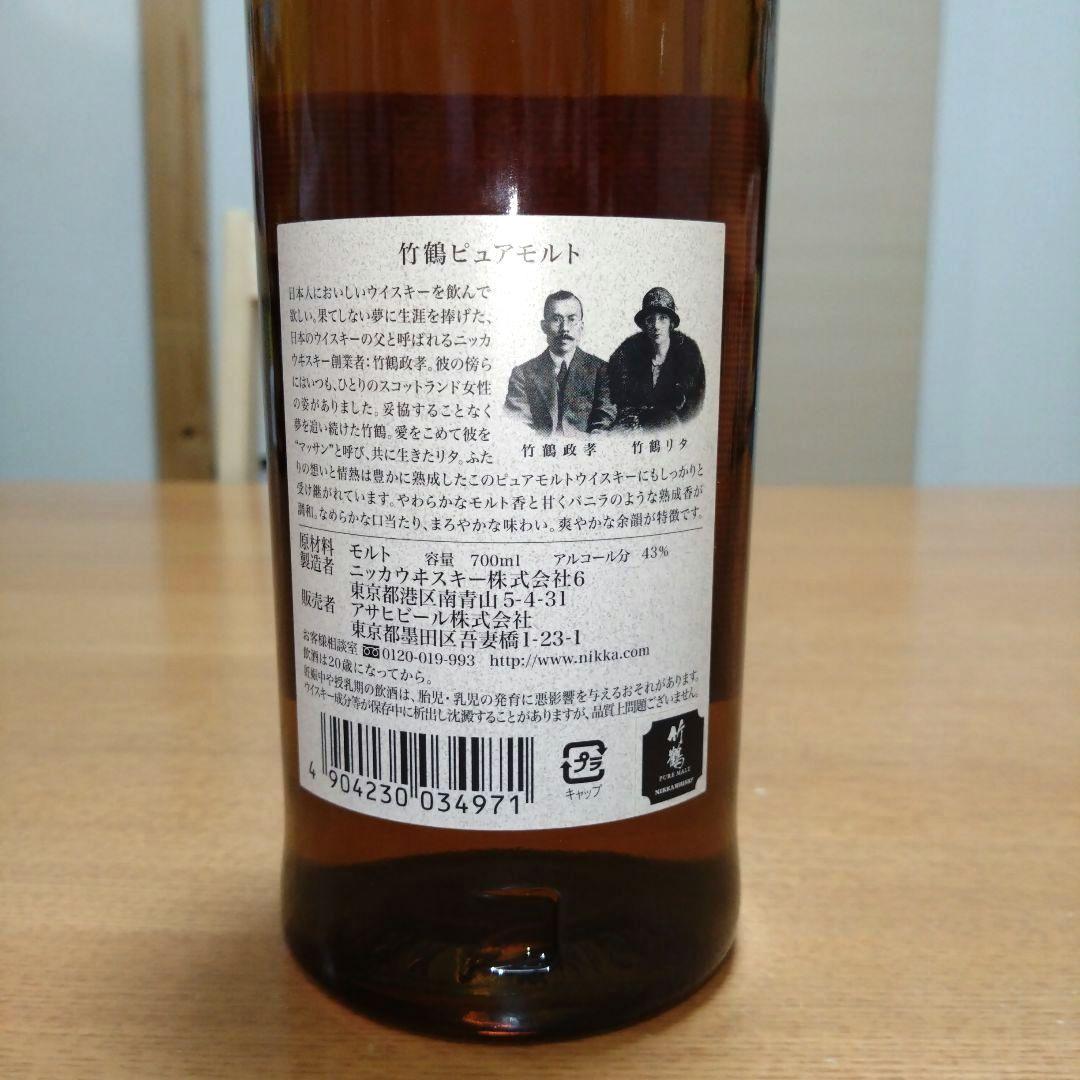 竹鶴ピュアモルト
日本人においしいウイスキーを飲んで
欲しい。果てしない夢に生涯を捧げた、
日本のウイスキーの父と呼ばれるニッカ
ウヰスキー創業者：竹鶴政孝。彼の傍ら
にはいつも、ひとりのスコットランド女性
の姿がありました。妥協することなく
夢を追い続けた竹鶴。愛をこめて彼を
“マッサン”と呼び、共に生きたリタ。ふた
りの想いと情熱は豊かに熟成したこのピュアモルトウイスキーにもしっかりと
受け継がれています。やわらかなモルト香と甘くバニラのような熟成香が
調和。なめらかな口当たり、まろやかな味わい。爽やかな余韻が特徴です。
竹鶴政孝 竹鶴リタ
原材料 モルト 容量 700ml アルコール分 43%
製造者 ニッカウヰスキー株式会社6
東京都港区南青山5-4-31
販売者 アサヒビール株式会社
東京都墨田区吾妻橋1-23-1
お客様相談室 0120-019-993 http://www.nikka.com
飲酒は20歳になってから。
妊娠中や授乳期の飲酒は、胎児・乳児の発育に悪影響を与えるおそれがあります。
ウイスキー成分等が保存中に析出し沈澱することがありますが、品質上問題ございません。
4 904230 034971
プラ
キャップ
竹鶴
PURE MALT
NIKKA WHISKY